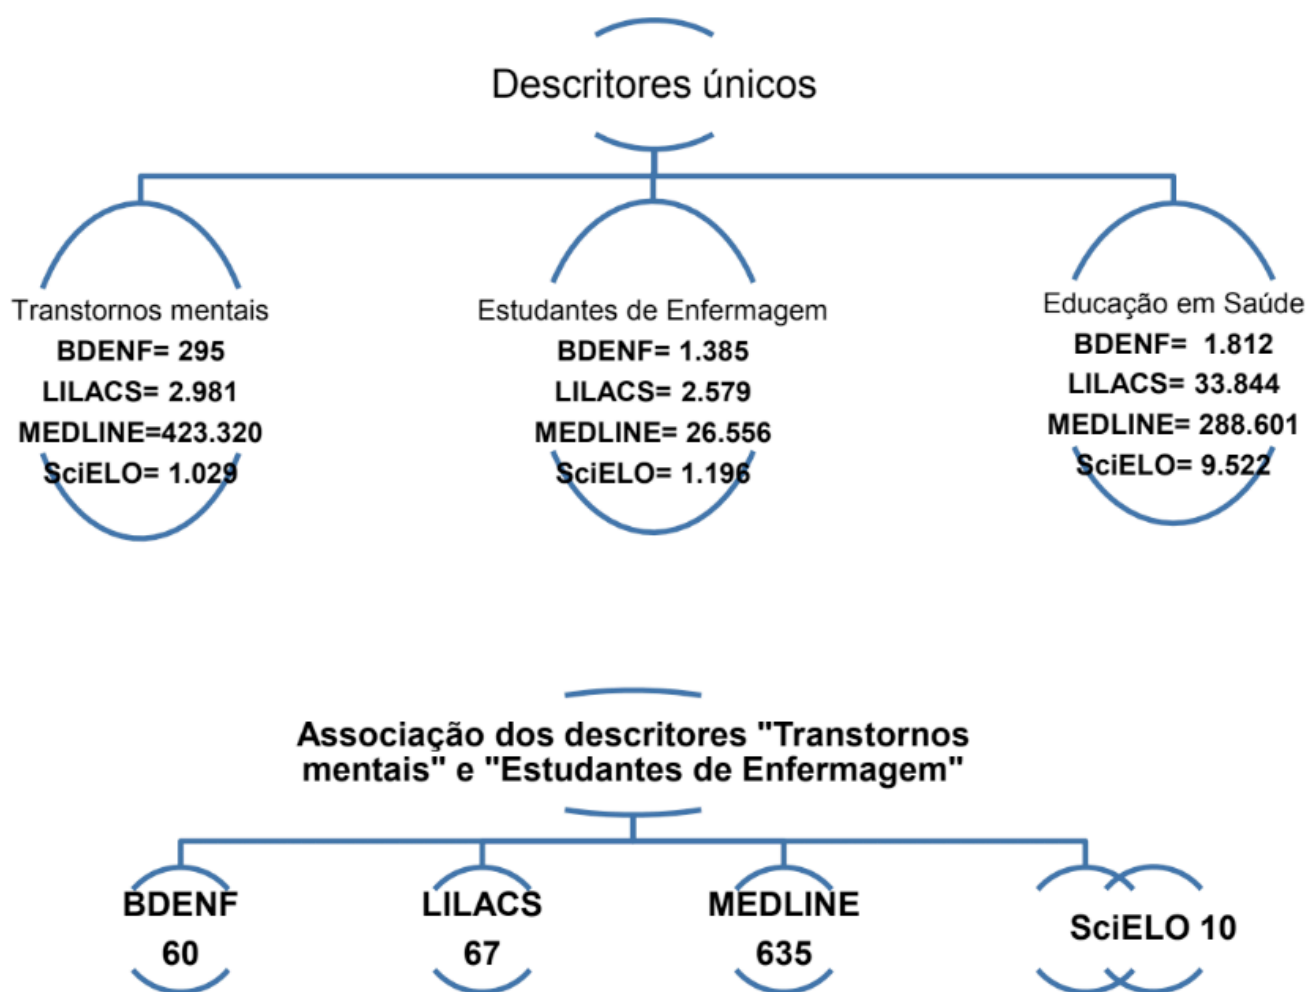 Descritores únicos
Transtornos mentais
BDENF= 295
LILACS= 2.981
MEDLINE=423.320
SciELO= 1.029
Estudantes de Enfermagem
BDENF= 1.385
LILACS= 2.579
MEDLINE= 26.556
SciELO= 1.196
Educação em Saúde
BDENF= 1.812
LILACS= 33.844
MEDLINE= 288.601
SciELO= 9.522
Associação dos descritores "Transtornos
mentais" e "Estudantes de Enfermagem"
BDENF
60
LILACS
67
MEDLINE
635
SciELO 10